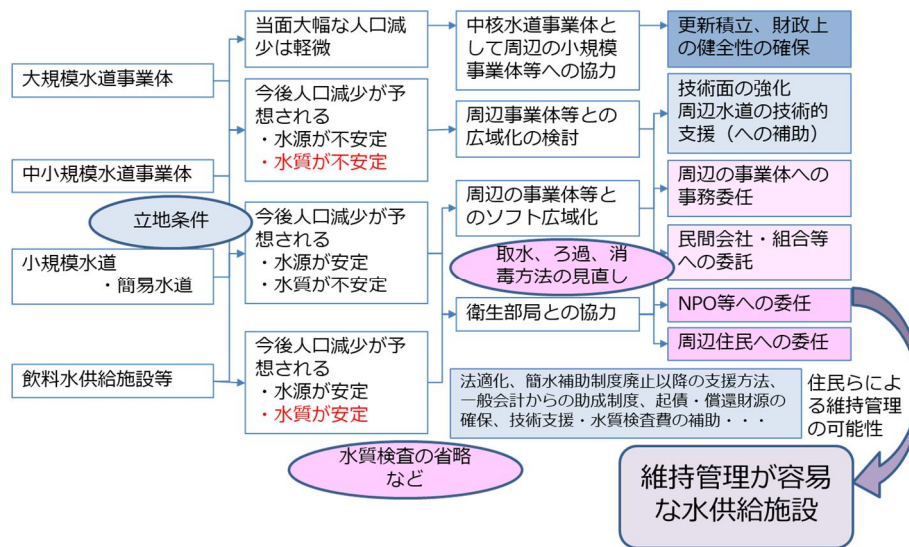 大規模水道事業体
中小規模水道事業体
立地条件
小規模水道
・簡易水道
飲料水供給施設等
当面大幅な人口減
少は軽微
今後人口減少が予
想される
・水源が不安定
・水質が不安定
今後人口減少が予
想される
・水源が安定
・水質が不安定
今後人口減少が予
想される
・水源が安定
・水質が安定
水質検査の省略
など
中核水道事業体と
して周辺の小規模
事業体等への協力
周辺事業体等との
広域化の検討
周辺の事業体等と
のソフト広域化
取水、ろ過、消
毒方法の見直し
衛生部局との協力
更新積立、財政上
の健全性の確保
技術面の強化
周辺水道の技術的
支援（への補助）
周辺の事業体への
事務委任
民間会社・組合等
への委託
NPO等への委任
周辺住民への委任
法適化、簡水補助制度廃止以降の支援方法、
一般会計からの助成制度、起債・償還財源の
確保、技術支援・水質検査費の補助・・・
住民らによ
る維持管理
の可能性
維持管理が容易
な水供給施設